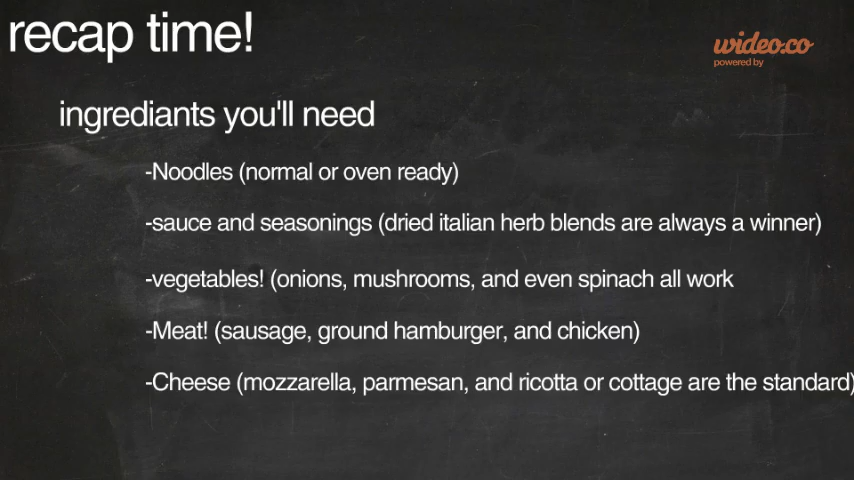 recap time!
wideo.co
powered by
ingrediants you'll need
-Noodles (normal or oven ready)
-sauce and seasonings (dried italian herb blends are always a winner)
-vegetables! (onions, mushrooms, and even spinach all work
-Meat! (sausage, ground hamburger, and chicken)
-Cheese (mozzarella, parmesan, and ricotta or cottage are the standard)